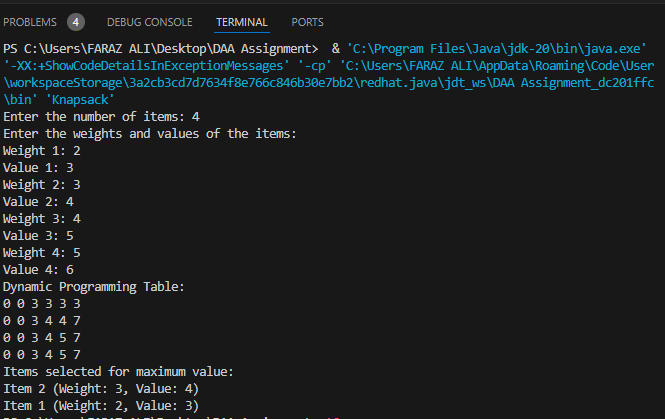 PROBLEMS 4 DEBUG CONSOLE TERMINAL PORTS
PS C:\Users\FARAZ ALI\Desktop\DAA Assignment>  & 'C:\Program Files\Java\jdk-20\bin\java.exe'
'-XX:+ShowCodeDetailsInExceptionMessages' '-cp' 'C:\Users\FARAZ ALI\AppData\Roaming\Code\User
\workspaceStorage\3a2cb3cd7d7634f8e766c846b30e7bb2\redhat.java\jdt_ws\DAA Assignment_dc201ffc
\bin' 'Knapsack'
Enter the number of items: 4
Enter the weights and values of the items:
Weight 1: 2
Value 1: 3
Weight 2: 3
Value 2: 4
Weight 3: 4
Value 3: 5
Weight 4: 5
Value 4: 6
Dynamic Programming Table:
0 0 3 3 3 3
0 0 3 4 4 7
0 0 3 4 5 7
0 0 3 4 5 7
Items selected for maximum value:
Item 2 (Weight: 3, Value: 4)
Item 1 (Weight: 2, Value: 3)